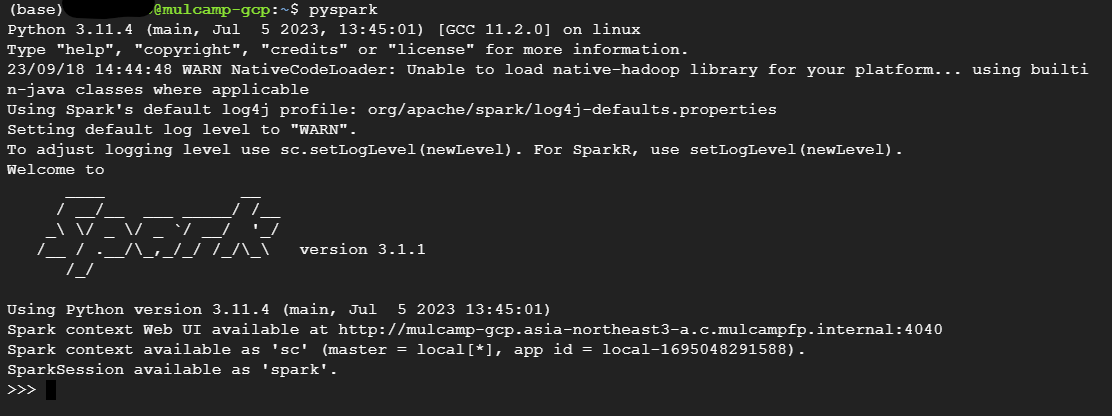 (base) @mulcamp-gcp:~$ pyspark
Python 3.11.4 (main, Jul  5 2023, 13:45:01) [GCC 11.2.0] on linux
Type "help", "copyright", "credits" or "license" for more information.
23/09/18 14:44:48 WARN NativeCodeLoader: Unable to load native-hadoop library for your platform... using builti
n-java classes where applicable
Using Spark's default log4j profile: org/apache/spark/log4j-defaults.properties
Setting default log level to "WARN".
To adjust logging level use sc.setLogLevel(newLevel). For SparkR, use setLogLevel(newLevel).
Welcome to
      ____              __
     / __/__  ___ _____/ /__
    _\ \/ _ \/ _ `/ __/  '_/
   /__ / .__/\_,_/_/ /_/\_\   version 3.1.1
      /_/
Using Python version 3.11.4 (main, Jul  5 2023 13:45:01)
Spark context Web UI available at http://mulcamp-gcp.asia-northeast3-a.c.mulcampfp.internal:4040
Spark context available as 'sc' (master = local[*], app id = local-1695048291588).
SparkSession available as 'spark'.
>>>